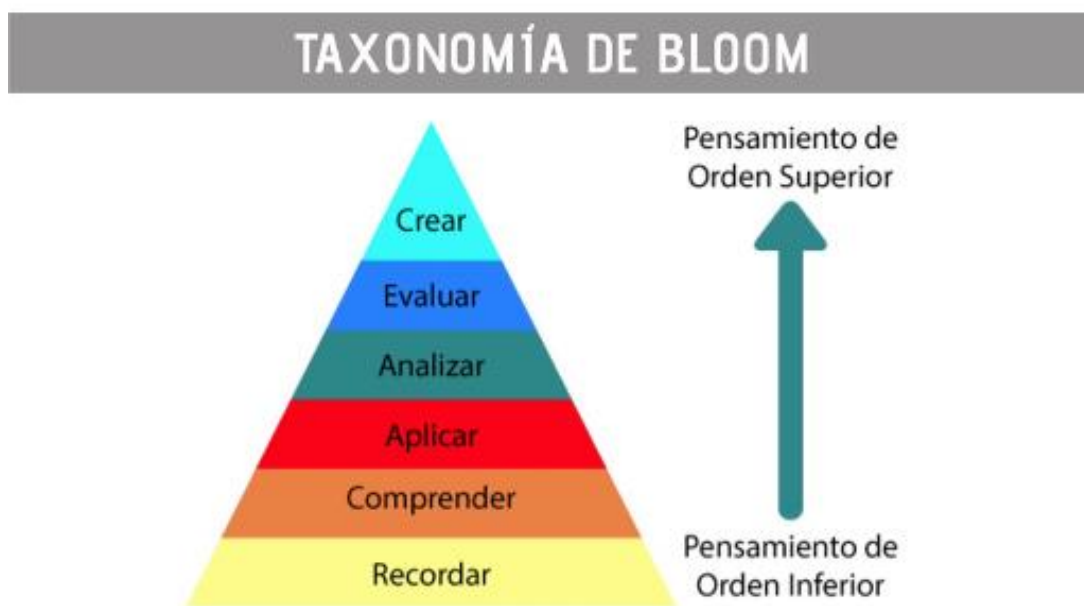 TAXONOMÍA DE BLOOM
Pensamiento de
Orden Superior
Crear
Evaluar
Analizar
Aplicar
Comprender
Recordar
Pensamiento de
Orden Inferior